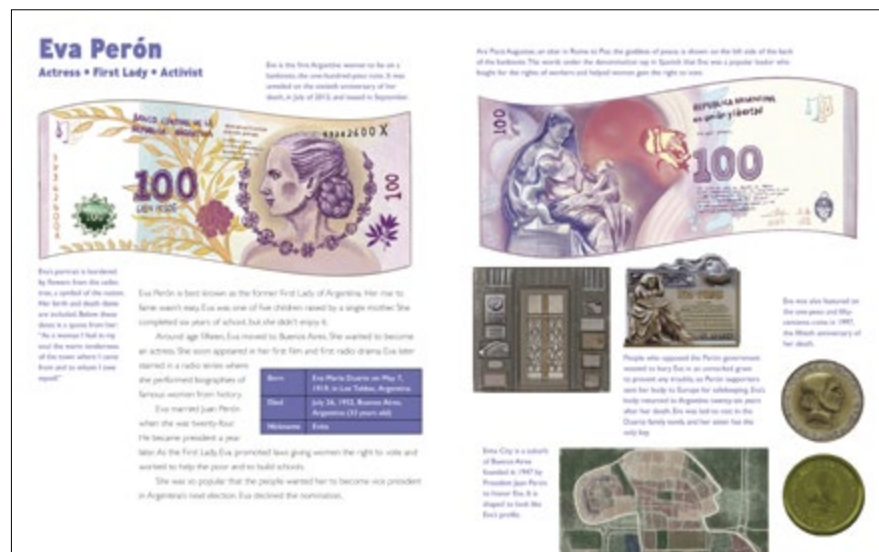 Eva Perón
Actress • First Lady • Activist
Eva is the first Argentine woman to be on a
banknote, the one-hundred-peso note. It was
unveiled on the sixtieth anniversary of her
death, in July of 2012, and issued in September.
BANCO CENTRAL DE LA
REPÚBLICA ARGENTINA
100
CIEN PESOS
100
Eva's portrait is bordered
by flowers from the ceibo
tree, a symbol of the nation.
Her birth and death dates
are included. Below these
dates is a quote from her:
"As a woman I feel in my
soul the warm tenderness
of the town where I came
from and to whom I owe
myself."
Eva Perón is best known as the former First Lady of Argentina. Her rise to
fame wasn't easy. Eva was one of five children raised by a single mother. She
completed six years of school, but she didn't enjoy it.
Around age fifteen, Eva moved to Buenos Aires. She wanted to become
an actress. She soon appeared in her first film and first radio drama. Eva later
starred in a radio series where
she performed biographies of
famous women from history.
Eva married Juan Perón
when she was twenty-four.
He became president a year
later. As the First Lady, Eva promoted laws giving women the right to vote and
worked to help the poor and to build schools.
She was so popular that the people wanted her to become vice president
in Argentina's next election. Eva declined the nomination.
Born Eva María Duarte on May 7,
1919, in Los Toldos, Argentina
Died July 26, 1952, Buenos Aires,
Argentina (33 years old)
Nickname Evita
Ara Pacis Augustae, an altar in Rome to Pax, the goddess of peace is shown on the left side of the back
of the banknote. The words under the denomination say in Spanish that Eva was a popular leader who
fought for the rights of workers and helped women gain the right to vote.
100
REPÚBLICA ARGENTINA
en unión y libertad
100
People who opposed the Perón government
wanted to bury Eva in an unmarked grave
to prevent any trouble, so Perón supporters
sent her body to Europe for safekeeping. Eva's
body returned to Argentina twenty-two years
after her death. Eva was laid to rest in the
Duarte family tomb, and her sister has the
only key.
Eva was also featured on
the one-peso and fifty-
centavos coins in 1997,
the fiftieth anniversary of
her death.
Evita City is a suburb
of Buenos Aires
founded in 1947 by
President Juan Perón
to honor Eva. It is
shaped to look like
Eva's profile.